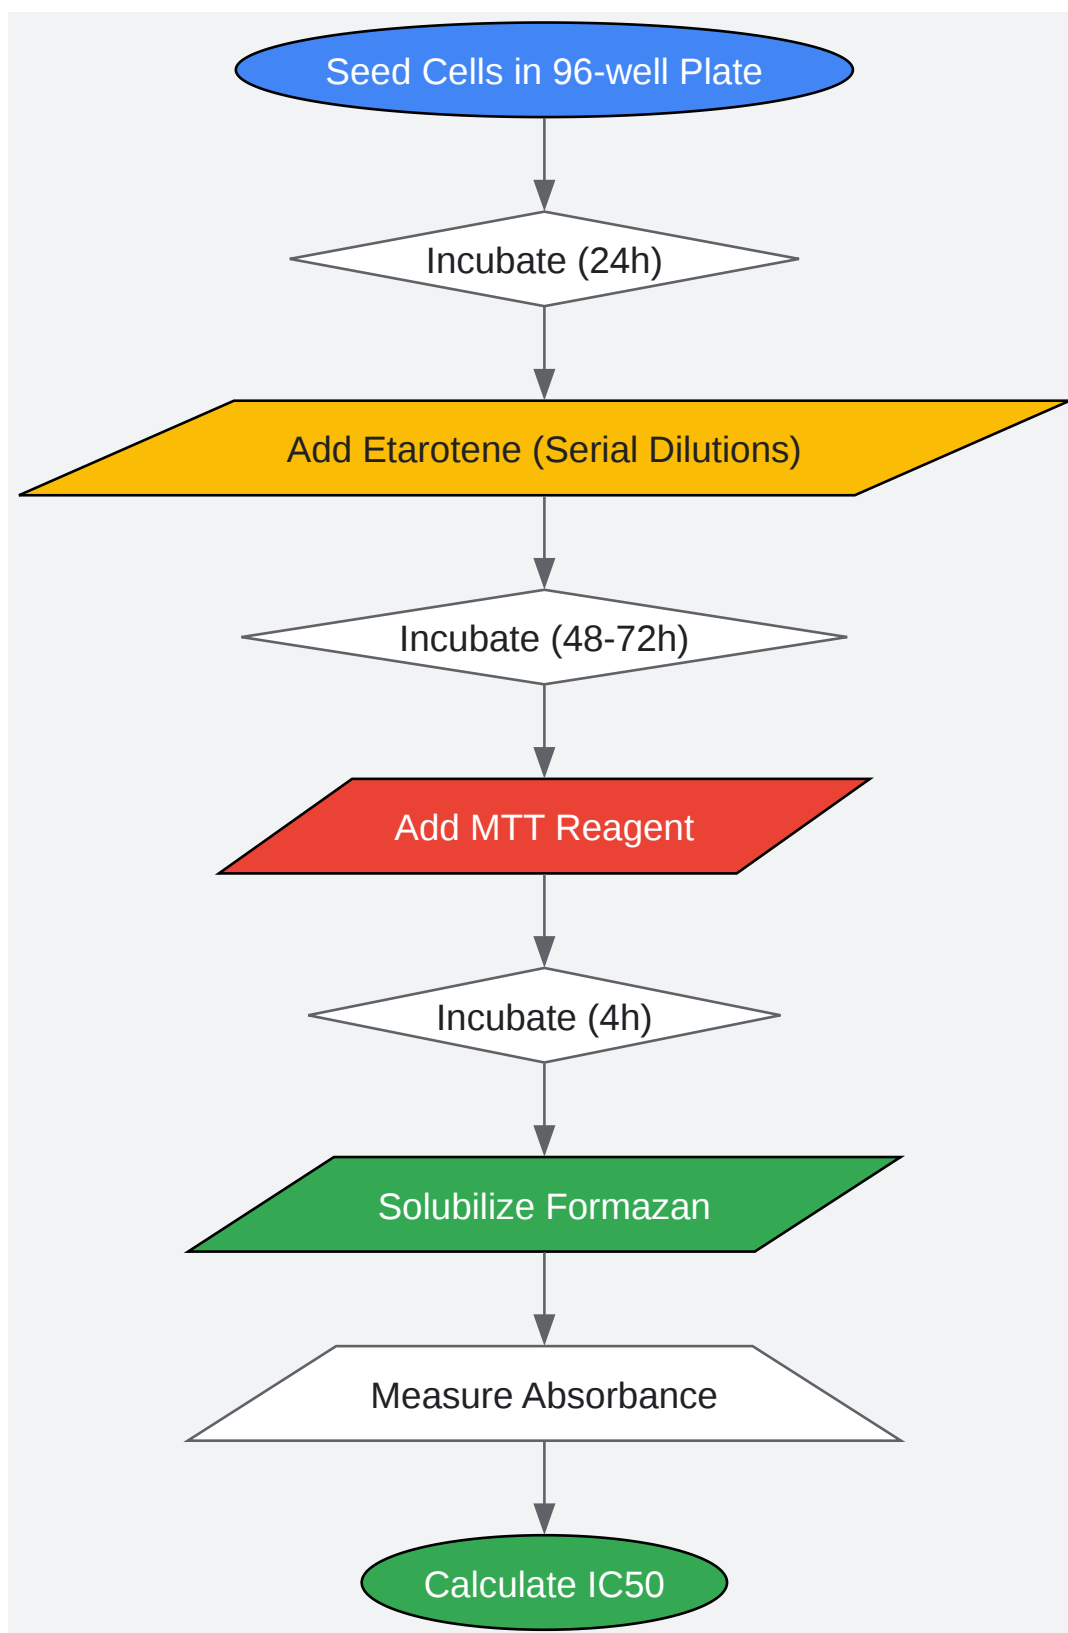 Seed Cells in 96-well Plate
Incubate (24h)
Add Etarotene (Serial Dilutions)
Incubate (48-72h)
Add MTT Reagent
Incubate (4h)
Solubilize Formazan
Measure Absorbance
Calculate IC50